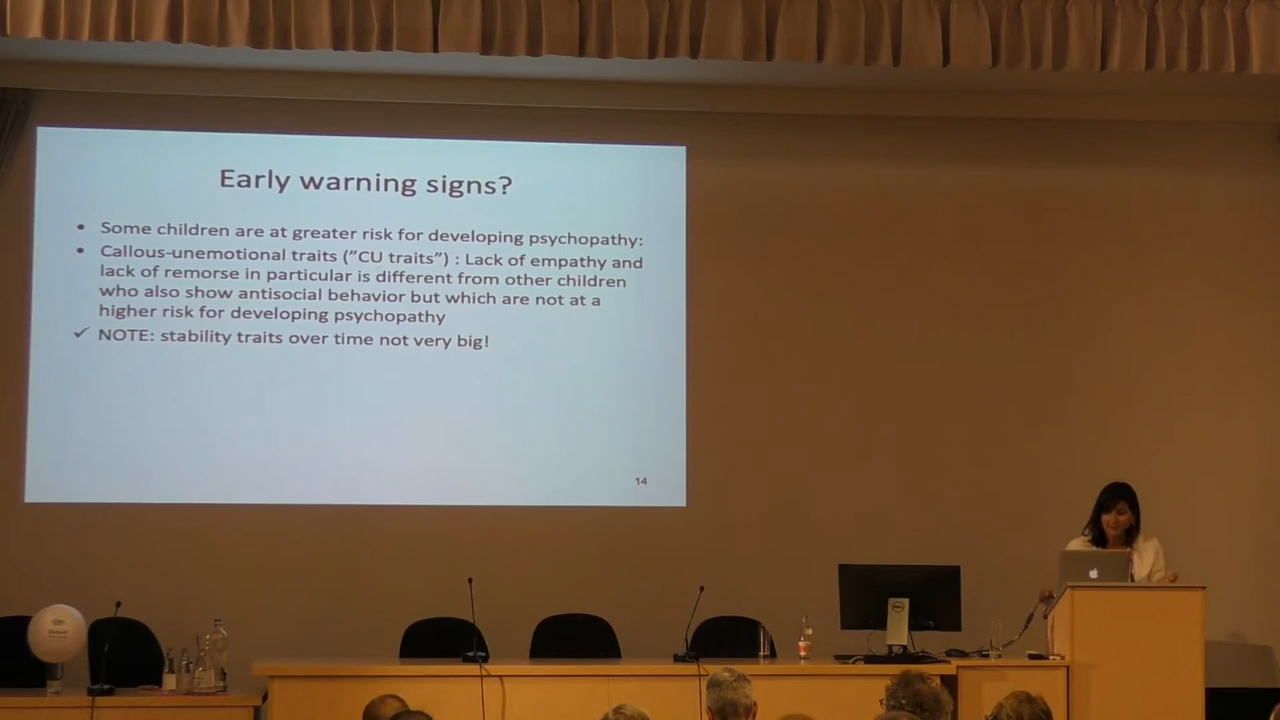 Early warning signs?
• Some children are at greater risk for developing psychopathy:
• Callous-unemotional traits (”CU traits”) : Lack of empathy and
lack of remorse in particular is different from other children
who also show antisocial behavior but which are not at a
higher risk for developing psychopathy
✓ NOTE: stability traits over time not very big!
14
DELL